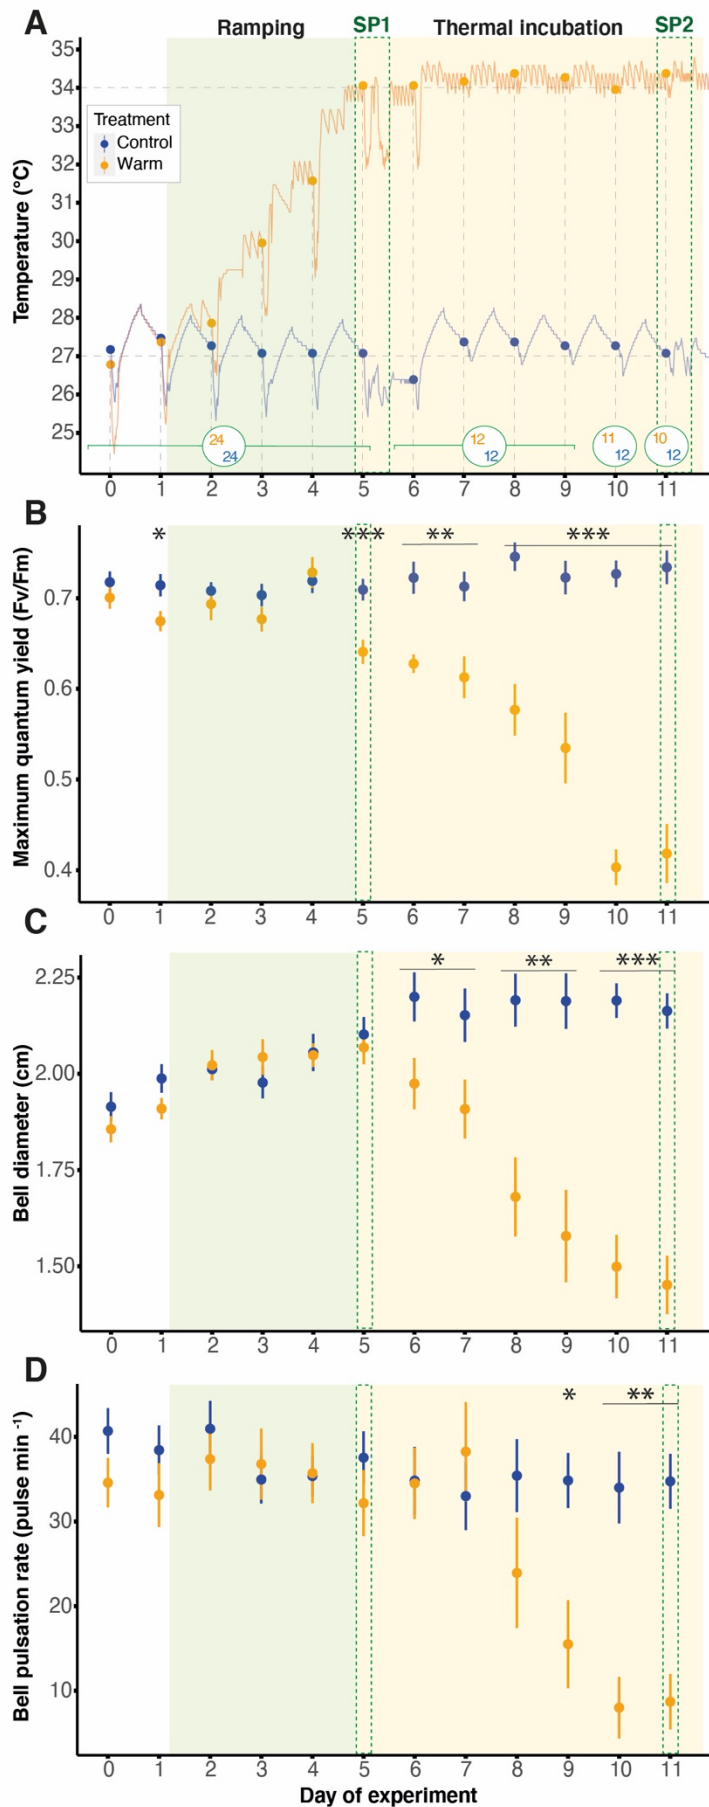 A
Ramping
SP1
Thermal incubation
SP2
35
34
33
32
31
30
29
28
27
26
25
Temperature (°C)
Treatment
Control
Warm
24
24
12
12
11
12
10
12
0 1 2 3 4 5 6 7 8 9 10 11
B
* *** ** ***
0.7
0.6
0.5
0.4
Maximum quantum yield (Fv/Fm)
0 1 2 3 4 5 6 7 8 9 10 11
C
* ** ***
2.25
2.00
1.75
1.50
Bell diameter (cm)
0 1 2 3 4 5 6 7 8 9 10 11
D
* **
40
30
20
10
Bell pulsation rate (pulse min ⁻¹)
0 1 2 3 4 5 6 7 8 9 10 11
Day of experiment